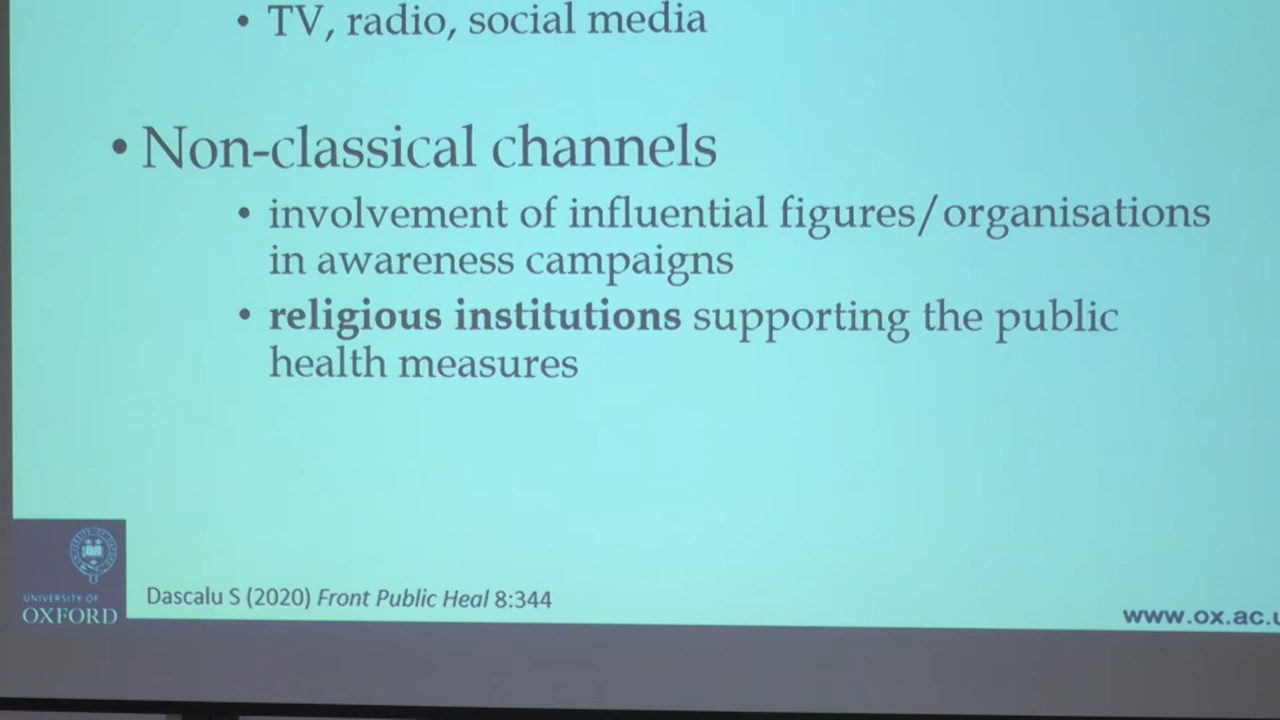 • TV, radio, social media
• Non-classical channels
• involvement of influential figures/organisations
in awareness campaigns
• religious institutions supporting the public
health measures
UNIVERSITY OF
OXFORD
Dascalu S (2020) Front Public Heal 8:344
www.ox.ac.u